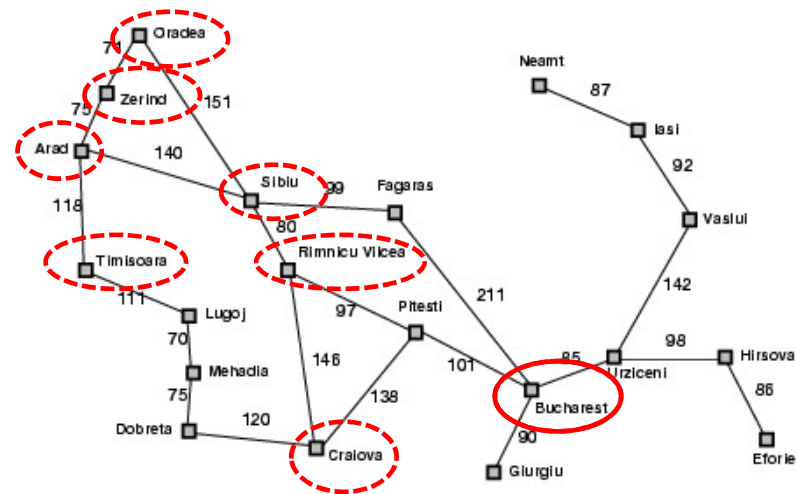 Oradea
71
Neamt
Zerind
87
75
151
Iasi
Arad
140
92
Sibiu
99
Fagaras
118
80
Vaslui
Timisoara
Rimnicu Vilcea
111
211
142
Lugoj
97
Pitesti
70
146
101
85
98
Hirsova
Mehadia
Urziceni
75
138
86
Bucharest
120
Dobreta
90
Craiova
Eforie
Giurgiu